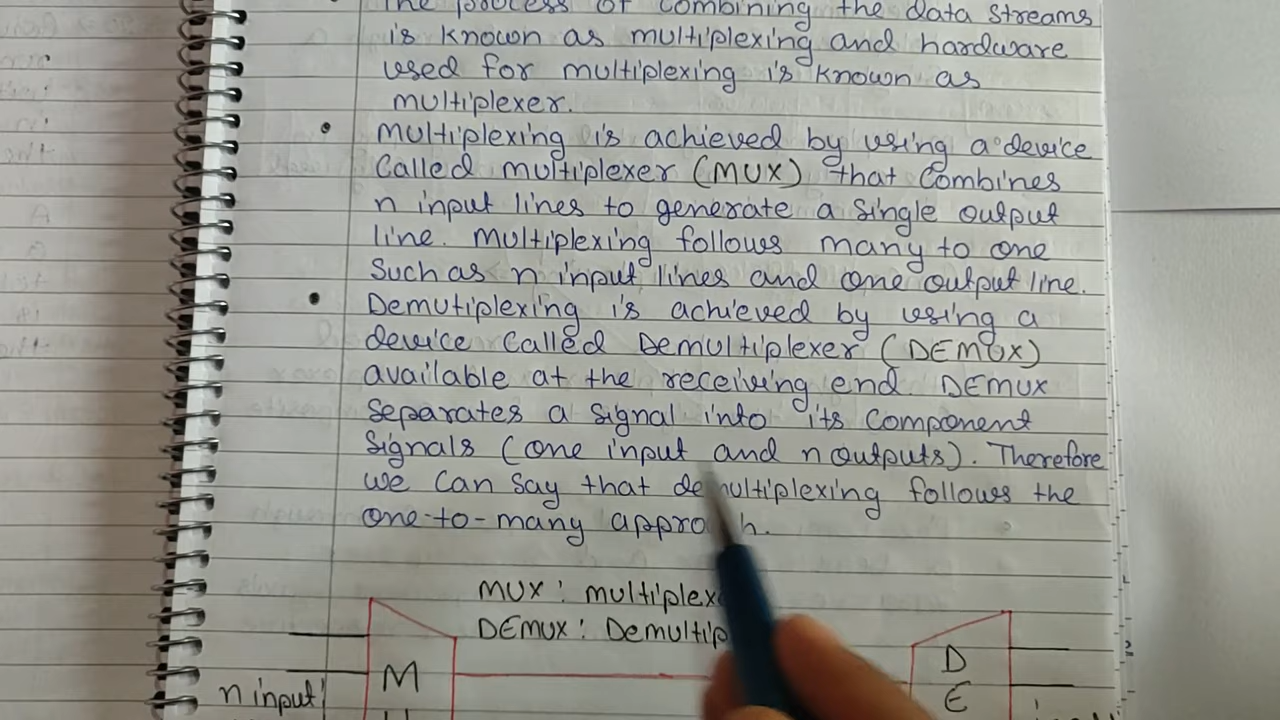 The process of combining the data streams
is known as multiplexing and hardware
used for multiplexing is known as
multiplexer.
• Multiplexing is achieved by using a device
called multiplexer (MUX) that combines
n input lines to generate a single output
line. Multiplexing follows many to one
such as n input lines and one output line.
• Demutiplexing is achieved by using a
device called Demultiplexer (DEMUX)
available at the receiving end. DEMUX
separates a signal into its component
signals (one input and n outputs). Therefore
we can say that demultiplexing follows the
one-to-many
MUX : multiplex
DEMUX : Demultip
M
D
E
n input